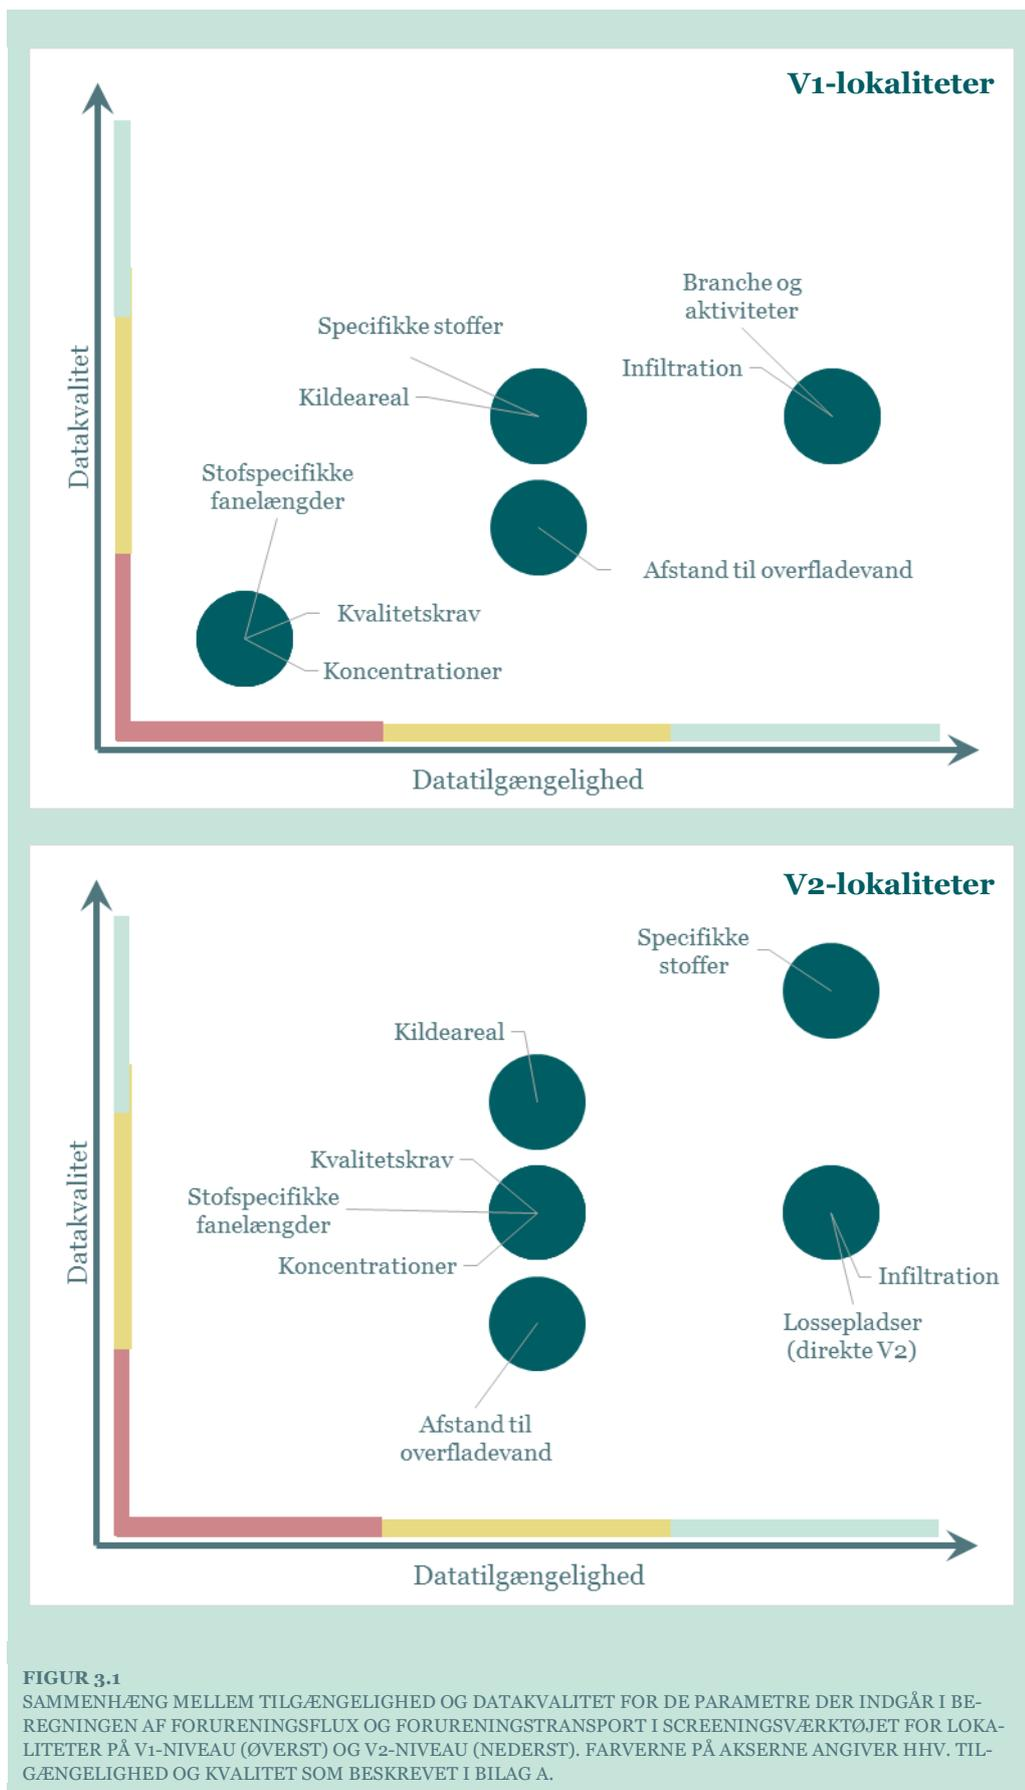 V1-lokaliteter
Datakvalitet
Branche og
aktiviteter
Specifikke stoffer
Infiltration
Kildeareal
Stofspecifikke
fanelængder
Afstand til overfladevand
Kvalitetskrav
Koncentrationer
Datatilgængelighed
V2-lokaliteter
Datakvalitet
Specifikke
stoffer
Kildeareal
Kvalitetskrav
Stofspecifikke
fanelængder
Koncentrationer
Infiltration
Lossepladser
(direkte V2)
Afstand til
overfladevand
Datatilgængelighed
FIGUR 3.1
SAMMENHÆNG MELLEM TILGÆNGELIGHED OG DATAKVALITET FOR DE PARAMETRE DER INDGÅR I BE-
REGNINGEN AF FORURENINGSFLUX OG FORURENINGSTRANSPORT I SCREENINGSVÆRKTØJET FOR LOKA-
LITETER PÅ V1-NIVEAU (ØVERST) OG V2-NIVEAU (NEDERST). FARVERNE PÅ AKSERNE ANGIVER HHV. TIL-
GÆNGELIGHED OG KVALITET SOM BESKREVET I BILAG A.